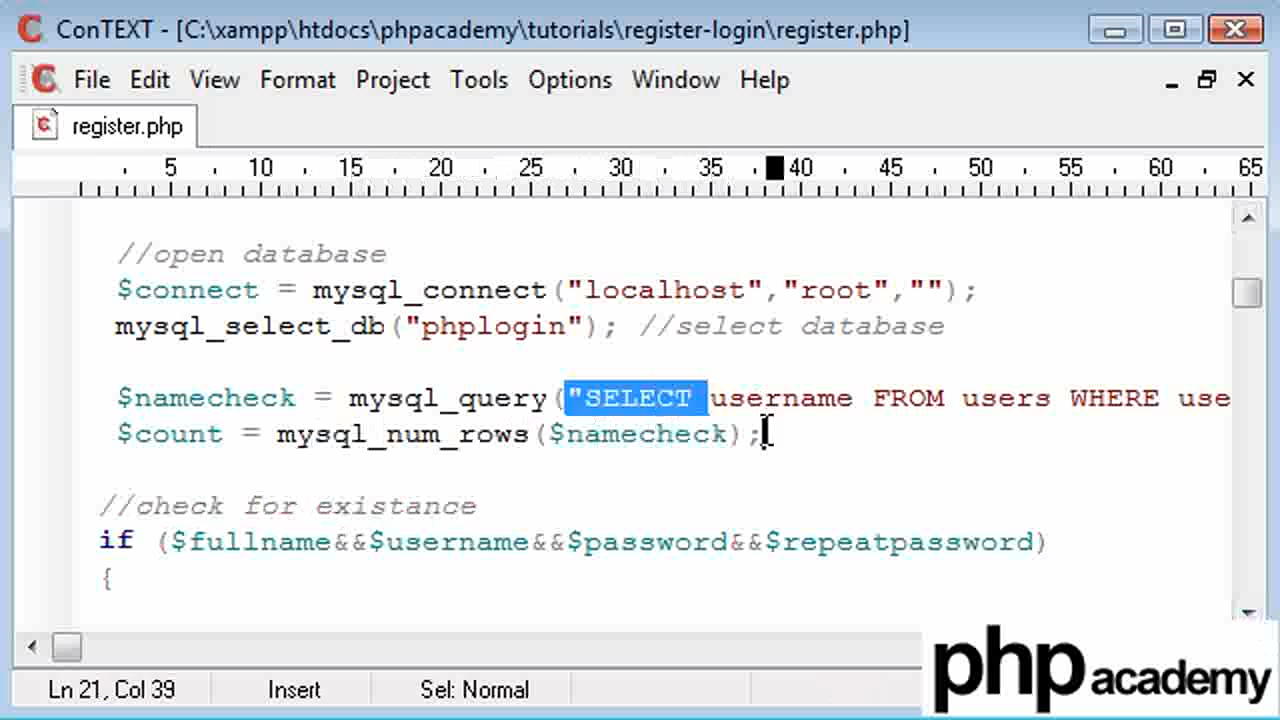 ConTEXT - [C:\xampp\htdocs\phpacademy\tutorials\register-login\register.php]
File Edit View Format Project Tools Options Window Help
register.php
5 10 15 20 25 30 35 40 45 50 55 60 65
//open database
$connect = mysql_connect("localhost","root","");
mysql_select_db("phplogin"); //select database
$namecheck = mysql_query("SELECT username FROM users WHERE use
$count = mysql_num_rows($namecheck);
//check for existance
if ($fullname&&$username&&$password&&$repeatpassword)
{
Ln 21, Col 39 Insert Sel: Normal
php academy